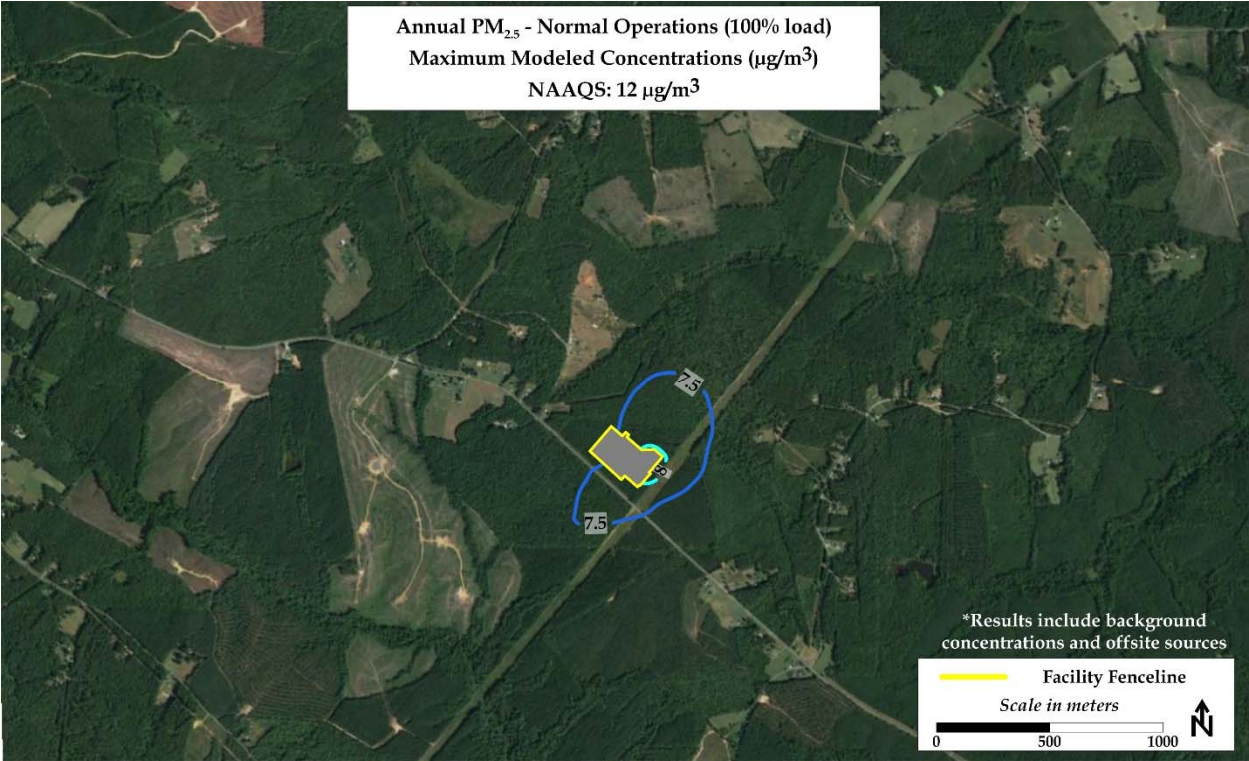 Annual PM₂.₅ - Normal Operations (100% load)
Maximum Modeled Concentrations (µg/m³)
NAAQS: 12 µg/m³
7.5
8
7.5
*Results include background
concentrations and offsite sources
Facility Fenceline
Scale in meters
N
0 500 1000